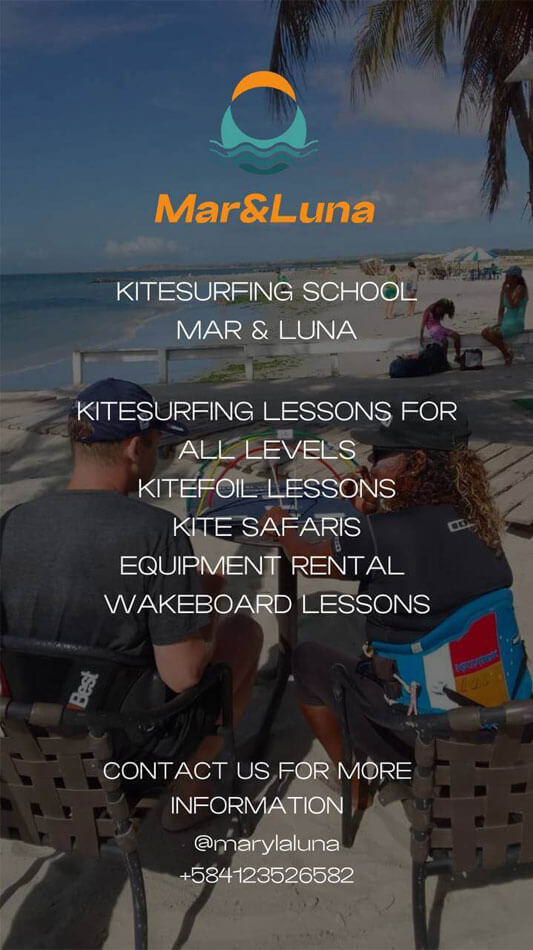 Mar&Luna
KITESURFING SCHOOL
MAR & LUNA
KITESURFING LESSONS FOR
ALL LEVELS
KITEFOIL LESSONS
KITE SAFARIS
EQUIPMENT RENTAL
WAKEBOARD LESSONS
Best
CONTACT US FOR MORE
INFORMATION
@marylaluna
+584123526582